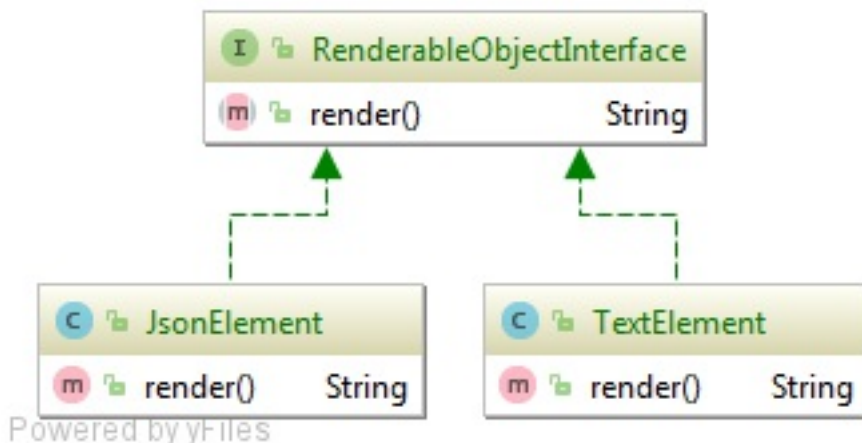 I RenderableObjectInterface
m render() String
C JsonElement
m render() String
C TextElement
m render() String
Powered by yFiles